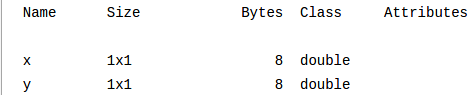 Name Size Bytes Class Attributes
x 1x1 8 double
y 1x1 8 double